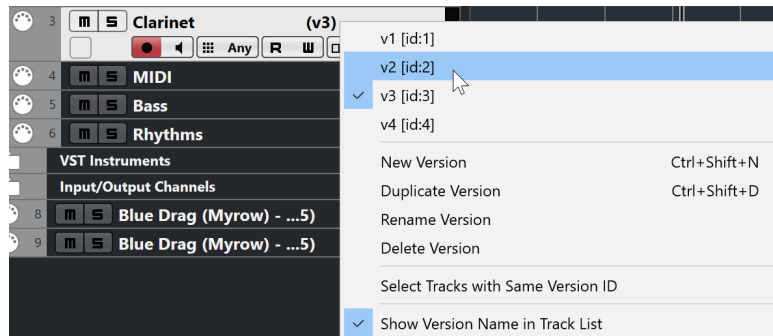 3 m S Clarinet (v3)
Any R W
4 m S MIDI
5 m S Bass
6 m S Rhythms
VST Instruments
Input/Output Channels
8 m S Blue Drag (Myrow) - ...5)
9 m S Blue Drag (Myrow) - ...5)
v1 [id:1]
v2 [id:2]
v3 [id:3]
v4 [id:4]
New Version Ctrl+Shift+N
Duplicate Version Ctrl+Shift+D
Rename Version
Delete Version
Select Tracks with Same Version ID
Show Version Name in Track List